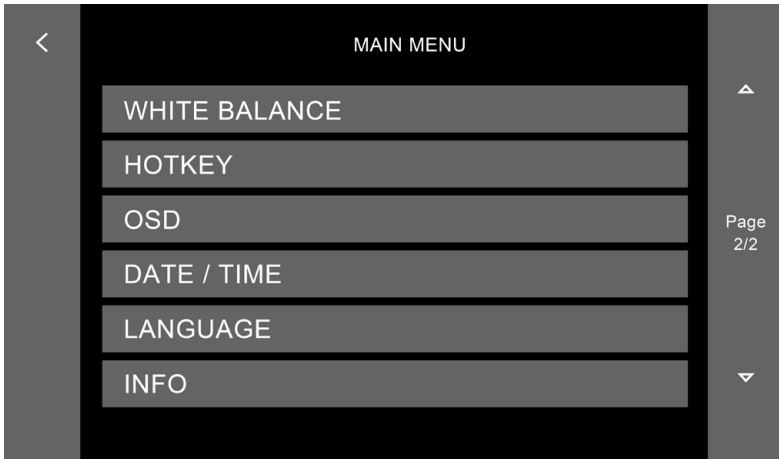 MAIN MENU
WHITE BALANCE
HOTKEY
OSD
DATE / TIME
LANGUAGE
INFO
Page
2/2